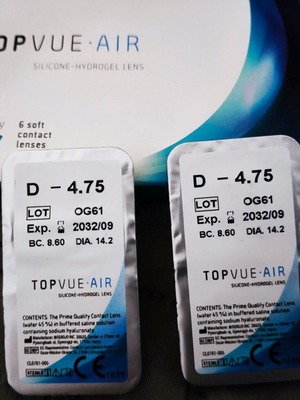 TOPVUE·AIR
SILICONE-HYDROGEL LENS
6 soft
contact
lenses
D - 4.75
LOT OG61
Exp. 2032/09
BC. 8.60 DIA. 14.2
TOPVUE·AIR
SILICONE-HYDROGEL LENS
CONTENTS: The Prime Quality Contact Lens
(water 45 %) in buffered saline solution
containing sodium hyaluronate
D - 4.75
LOT OG61
Exp. 2032/09
BC. 8.60 DIA. 14.2
TOPVUE·AIR
SILICONE-HYDROGEL LENS
CONTENTS: The Prime Quality Contact Lens
(water 45 %) in buffered saline solution
containing sodium hyaluronate